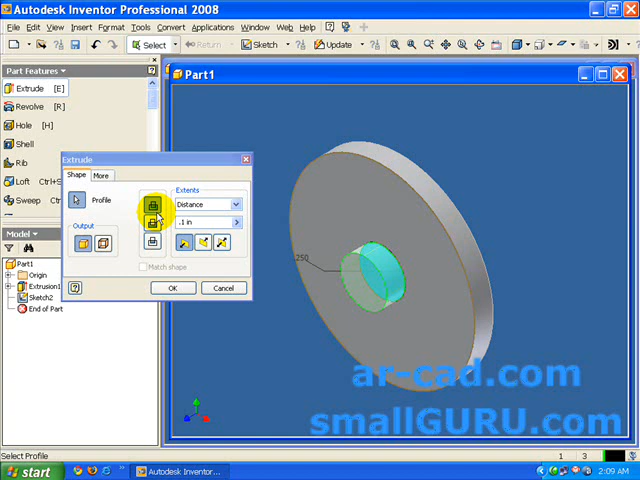 Autodesk Inventor Professional 2008
File Edit View Insert Format Tools Convert Applications Window Web Help
Select Return Sketch Update
Part Features
Extrude [E]
Revolve [R]
Hole [H]
Shell
Rib
Loft Ctrl+S
Sweep
Model
Part1
Origin
Extrusion1
Sketch2
End of Part
Extrude
Shape More
Profile
Output
Extents
Distance
.1 in
Match shape
OK Cancel
Part1
.250
ar-cad.com
smallGURU.com
Select Profile 1 3
start Autodesk Inventor... 2:09 AM